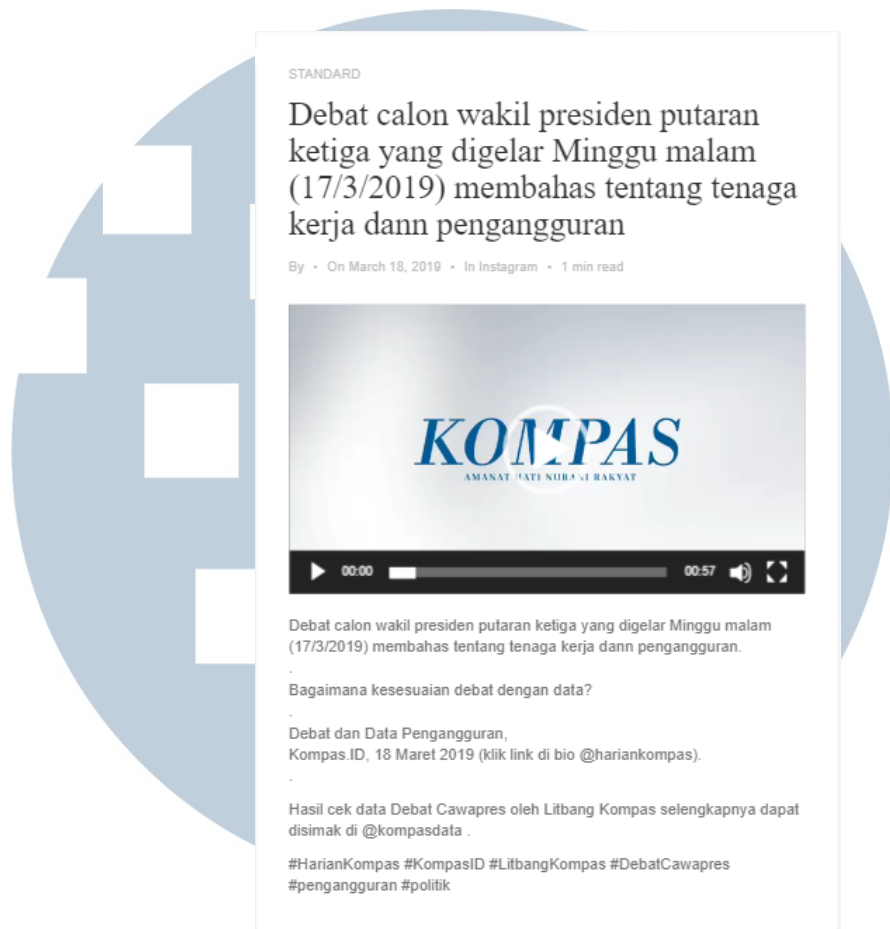 STANDARD
Debat calon wakil presiden putaran
ketiga yang digelar Minggu malam
(17/3/2019) membahas tentang tenaga
kerja dann pengangguran
By • On March 18, 2019 • In Instagram • 1 min read
KOMPAS
AMANAT HATI NURANI RAKYAT
00:00 00:57
Debat calon wakil presiden putaran ketiga yang digelar Minggu malam
(17/3/2019) membahas tentang tenaga kerja dann pengangguran.
.
Bagaimana kesesuaian debat dengan data?
.
Debat dan Data Pengangguran,
Kompas.ID, 18 Maret 2019 (klik link di bio @hariankompas).
.
Hasil cek data Debat Cawapres oleh Litbang Kompas selengkapnya dapat
disimak di @kompasdata .
#HarianKompas #KompasID #LitbangKompas #DebatCawapres
#pengangguran #politik